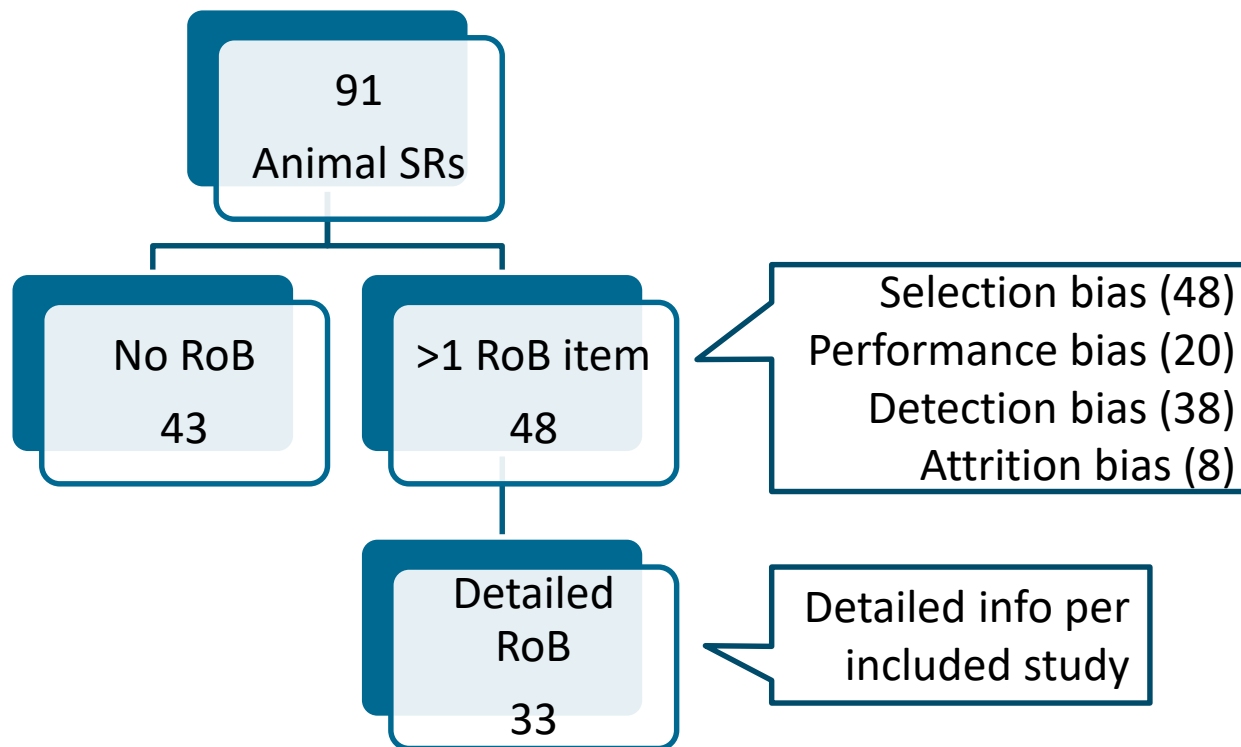 91
Animal SRs
No RoB
43
>1 RoB item
48
Selection bias (48)
Performance bias (20)
Detection bias (38)
Attrition bias (8)
Detailed
RoB
33
Detailed info per
included study